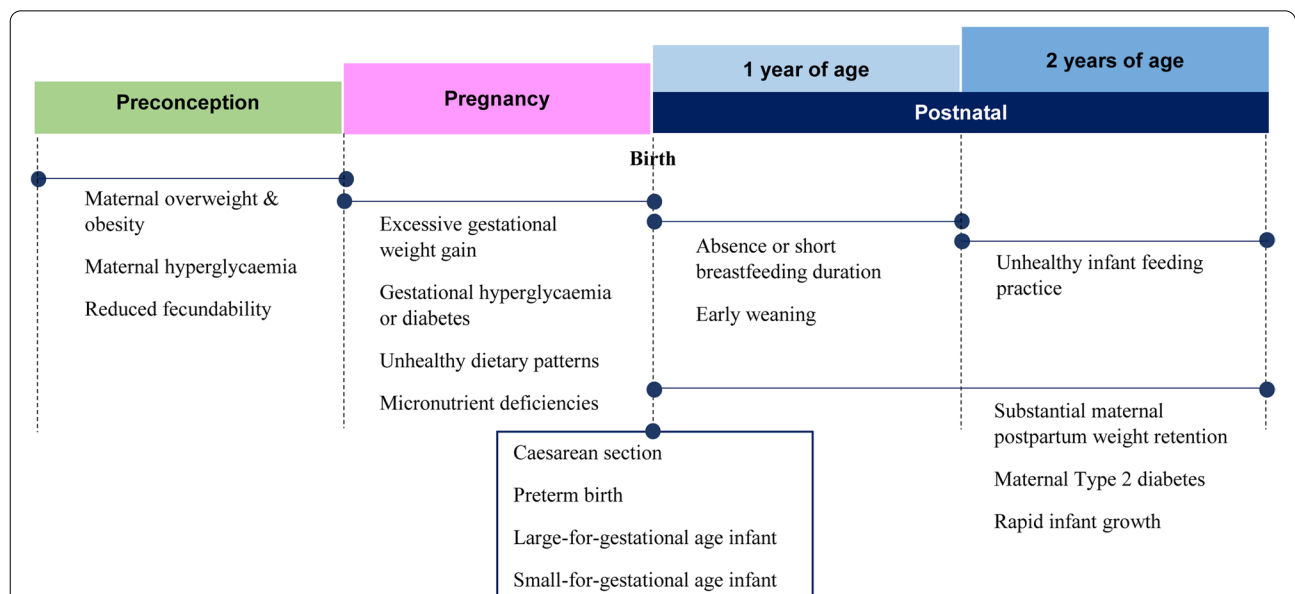 Preconception
Pregnancy
1 year of age
2 years of age
Postnatal
Birth
Maternal overweight &
obesity
Maternal hyperglycaemia
Reduced fecundability
Excessive gestational
weight gain
Gestational hyperglycaemia
or diabetes
Unhealthy dietary patterns
Micronutrient deficiencies
Absence or short
breastfeeding duration
Early weaning
Unhealthy infant feeding
practice
Caesarean section
Preterm birth
Large-for-gestational age infant
Small-for-gestational age infant
Substantial maternal
postpartum weight retention
Maternal Type 2 diabetes
Rapid infant growth